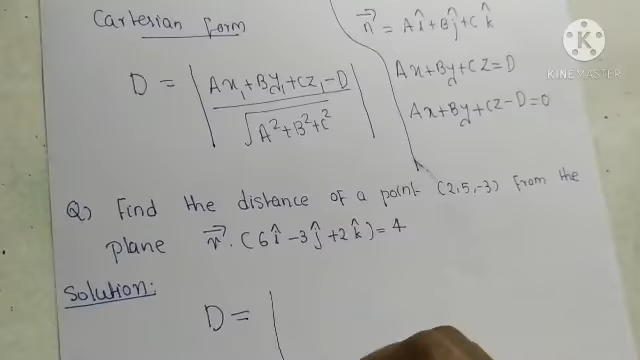 Carterian form
D = | Ax₁ + By₁ + Cz₁ - D / √A² + B² + C² |
n⃗ = Aî + Bĵ + Ck̂
Ax + By + Cz = D
Ax + By + Cz - D = 0
K
KINEMASTER
Q) Find the distance of a point (2,5,-3) from the
plane r⃗ . (6î - 3ĵ + 2k̂) = 4
Solution:
D = |